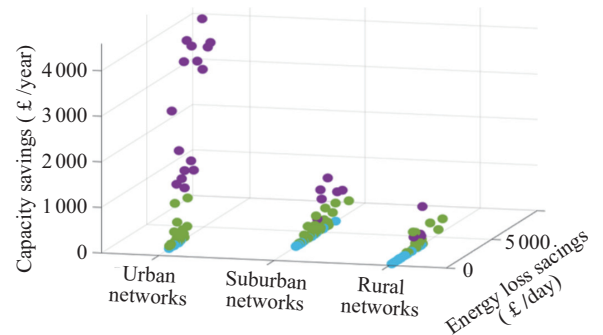 Capacity savings (£/year)
4 000
3 000
2 000
1 000
0
Urban
networks
Suburban
networks
Rural
networks
0
5 000
Energy loss sacings
(£/day)